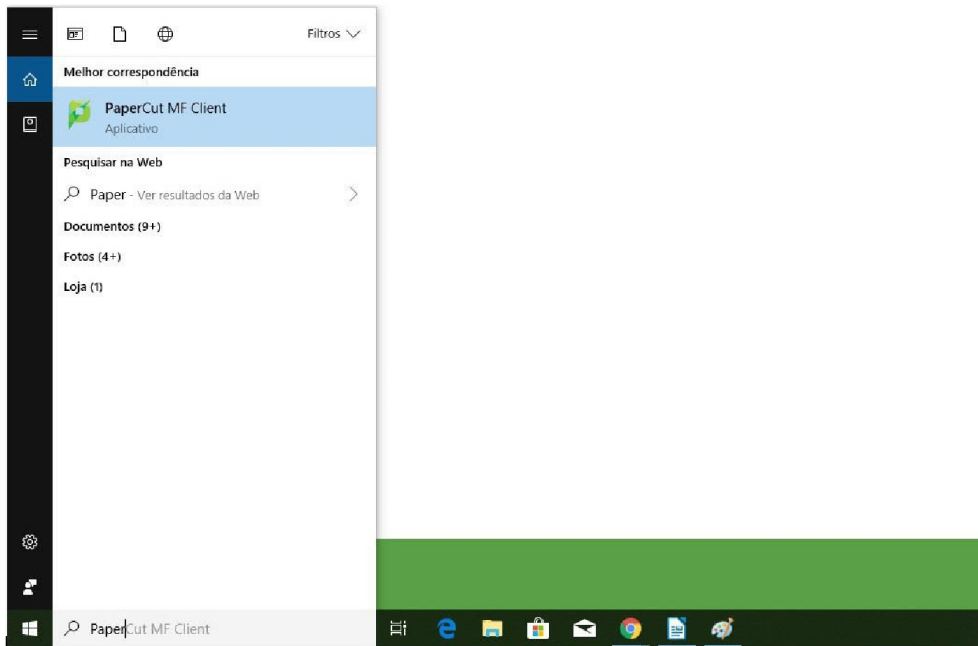 Filtros
Melhor correspondência
PaperCut MF Client
Aplicativo
Pesquisar na Web
Paper - Ver resultados da Web
Documentos (9+)
Fotos (4+)
Loja (1)
PaperCut MF Client